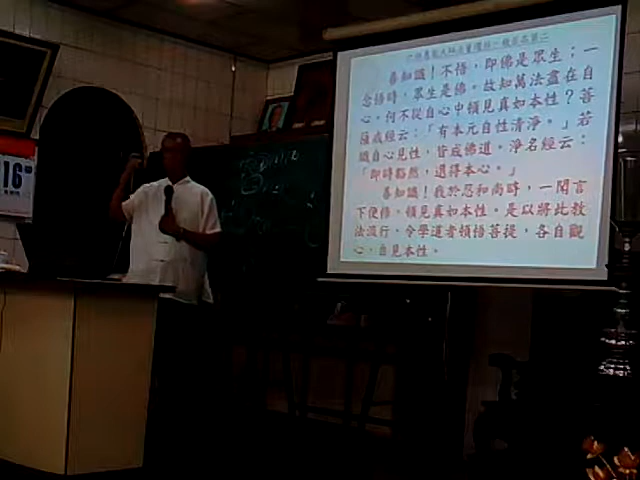 善知識！不悟，即佛是眾生；一
念悟時，眾生是佛。故知萬法盡在自
心，何不從自心中頓見真如本性？菩
薩戒經云：「有本元自性清淨。」若
識自心見性，皆成佛道。淨名經云：
「即時豁然，還得本心。」
善知識！我於忍和尚時，一聞言
下便悟，頓見真如本性。是以將此教
法流行，令學道者頓悟菩提，各自觀
心，自見本性。
16